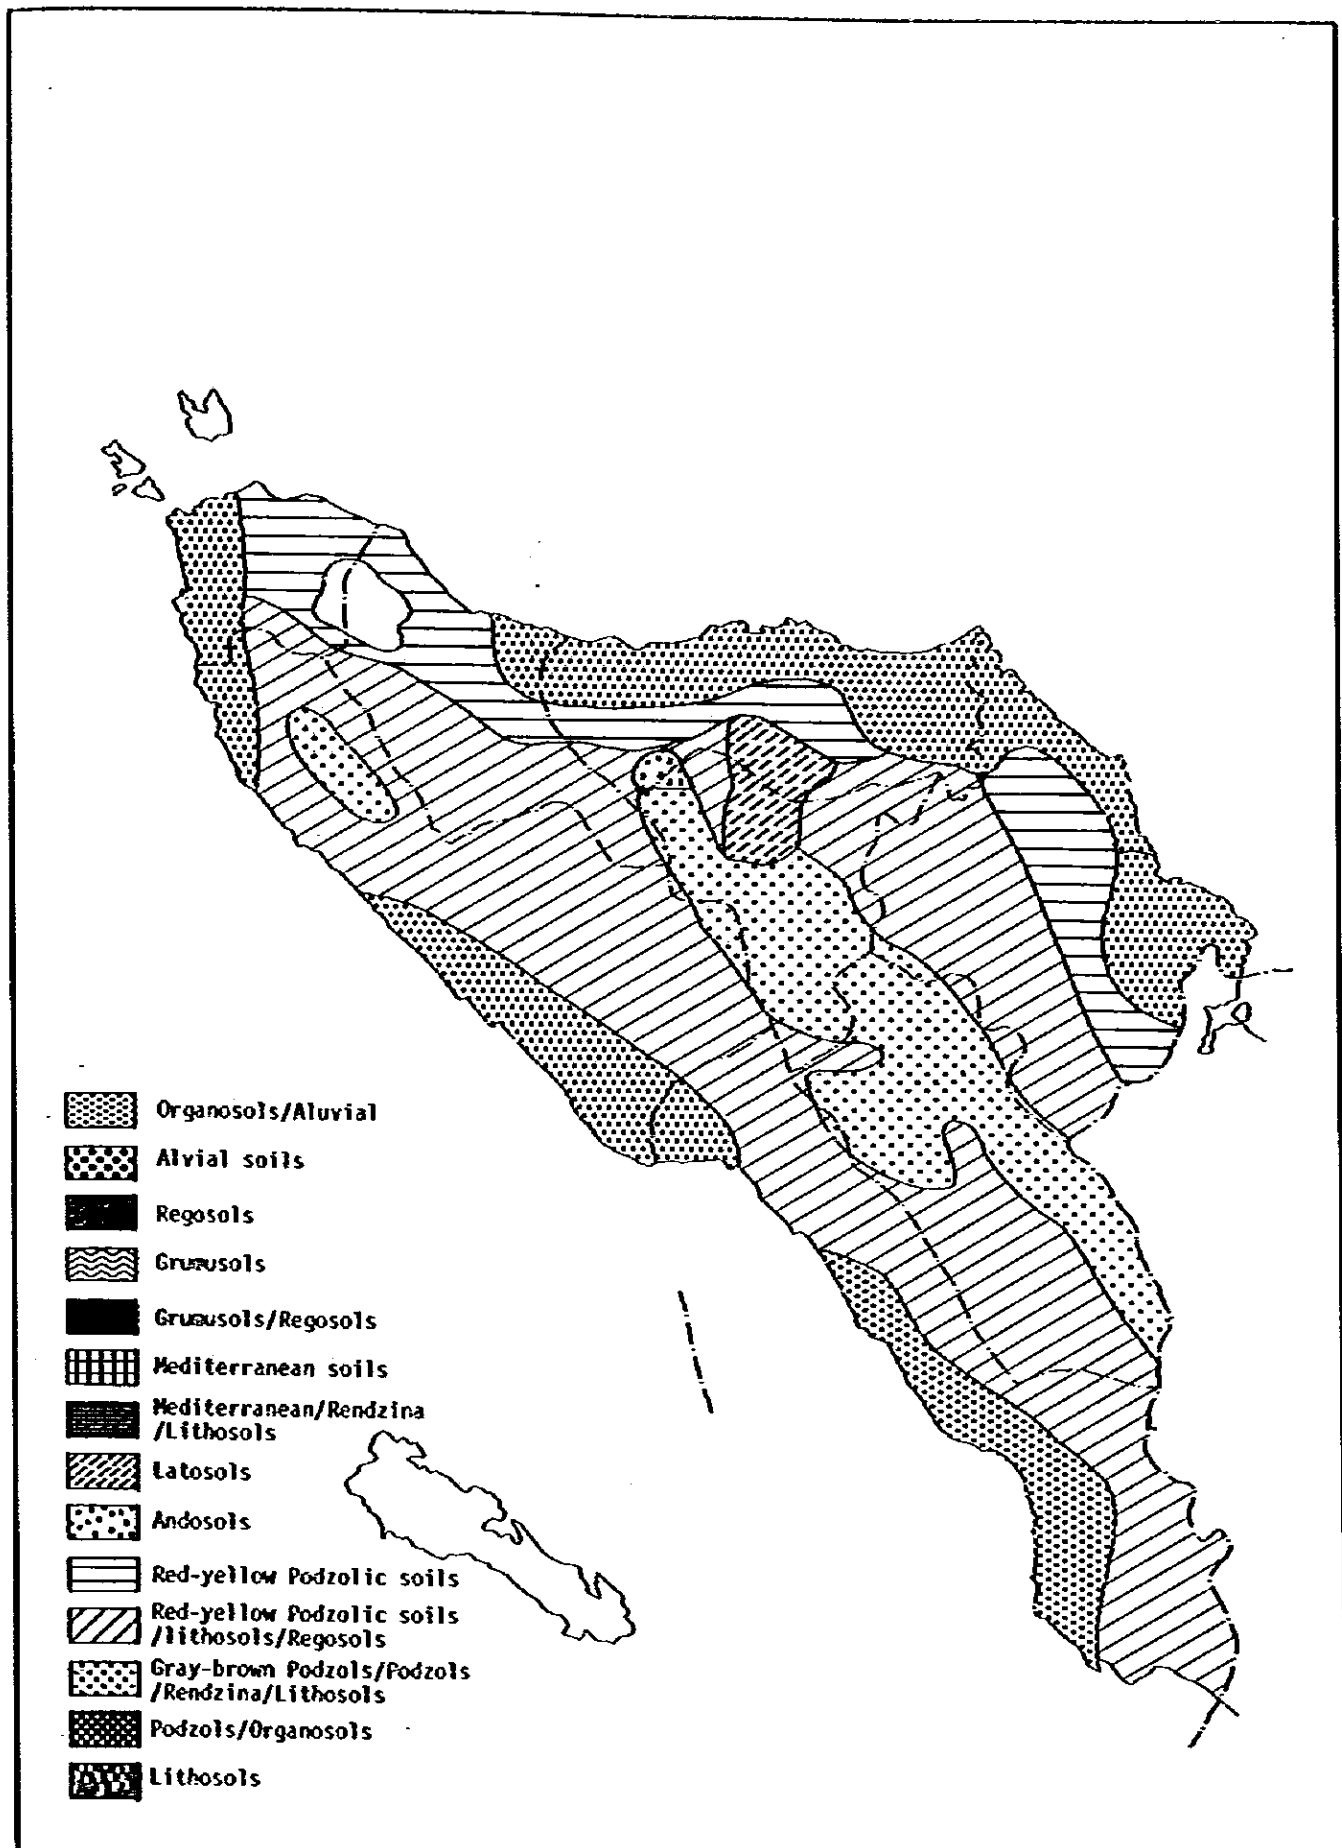 Organosols/Aluvial
Alvial soils
Regosols
Grumusols
Grumusols/Regosols
Mediterranean soils
Mediterranean/Rendzina
/Lithosols
Latosols
Andosols
Red-yellow Podzolic soils
Red-yellow Podzolic soils
/lithosols/Regosols
Gray-brown Podzols/Podzols
/Rendzina/Lithosols
Podzols/Organosols
Lithosols